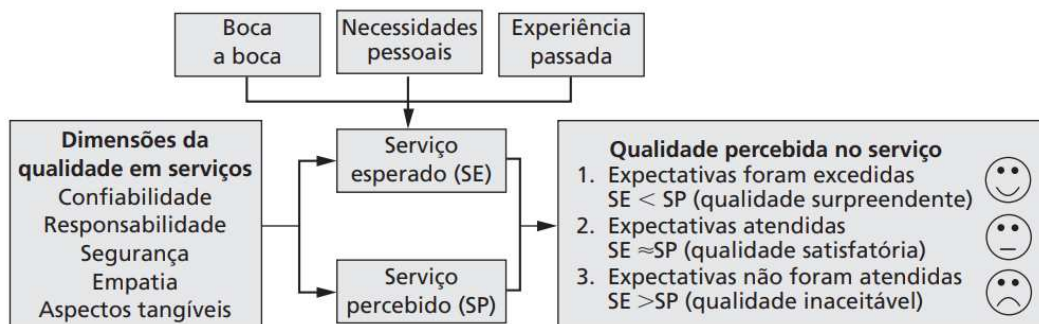 Boca
a boca
Necessidades
pessoais
Experiência
passada
Dimensões da
qualidade em serviços
Confiabilidade
Responsabilidade
Segurança
Empatia
Aspectos tangíveis
Serviço
esperado (SE)
Serviço
percebido (SP)
Qualidade percebida no serviço
1. Expectativas foram excedidas
SE < SP (qualidade surpreendente)
2. Expectativas atendidas
SE ≈SP (qualidade satisfatória)
3. Expectativas não foram atendidas
SE >SP (qualidade inaceitável)